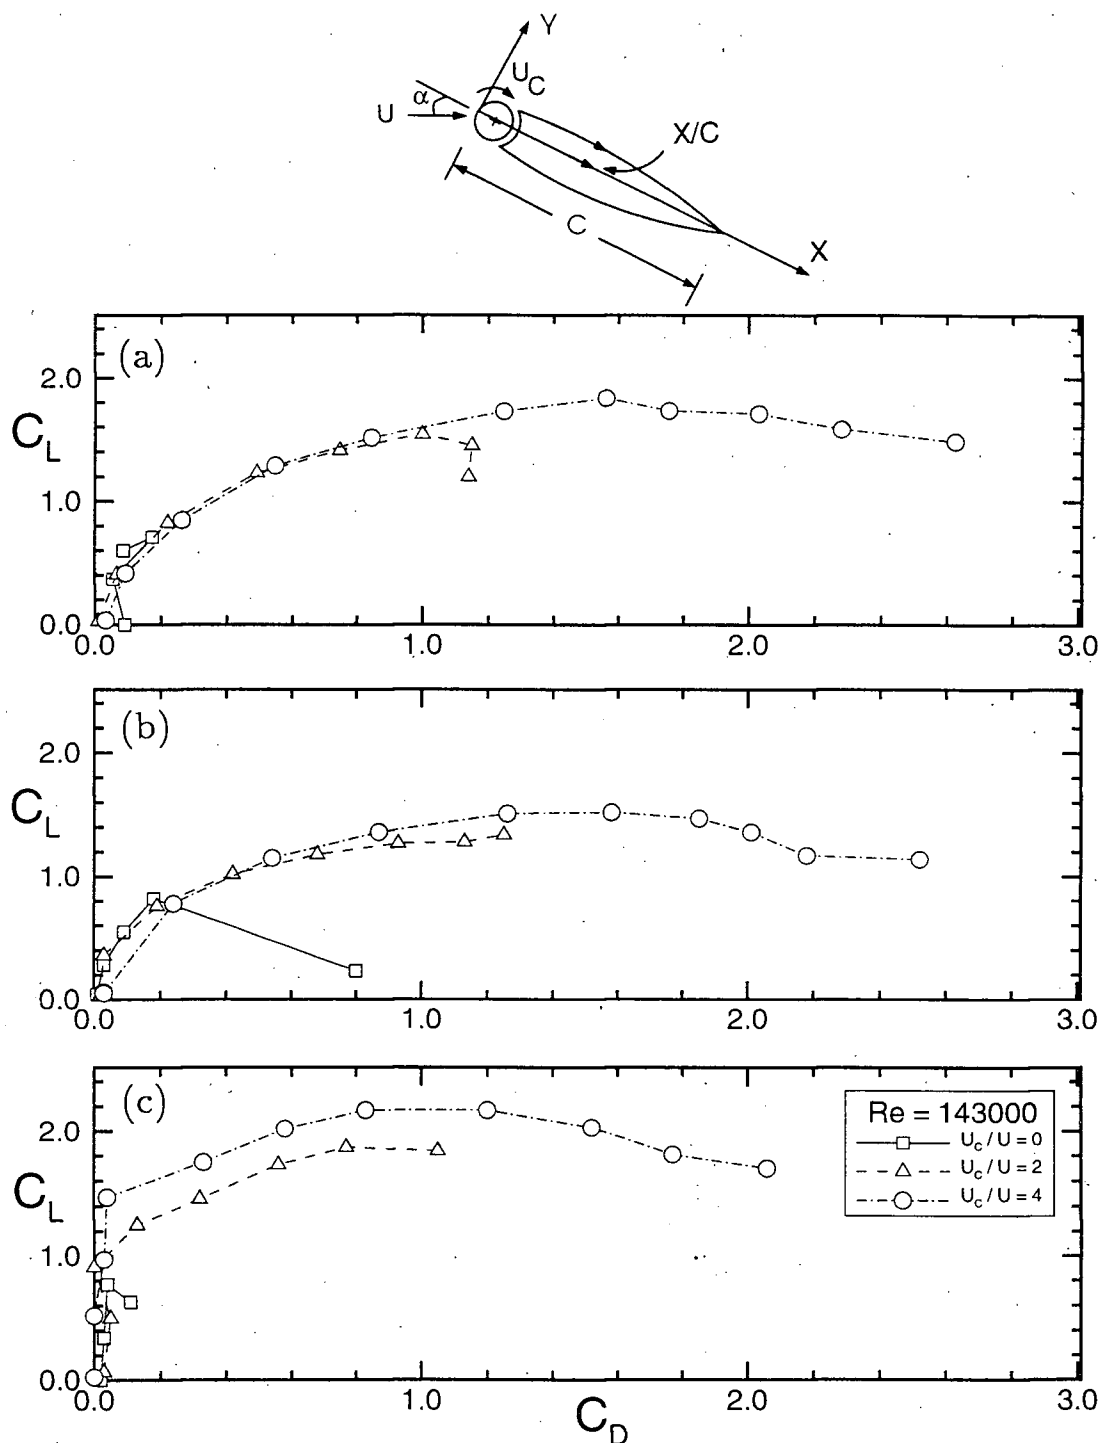 Y
U_C
α
U
X/C
C
X
(a)
2.0
C_L
1.0
0.0
0.0 1.0 2.0 3.0
(b)
2.0
C_L
1.0
0.0
0.0 1.0 2.0 3.0
(c)
2.0
C_L
1.0
0.0
0.0 1.0 2.0 3.0
C_D
Re = 143000
U_c / U = 0
U_c / U = 2
U_c / U = 4